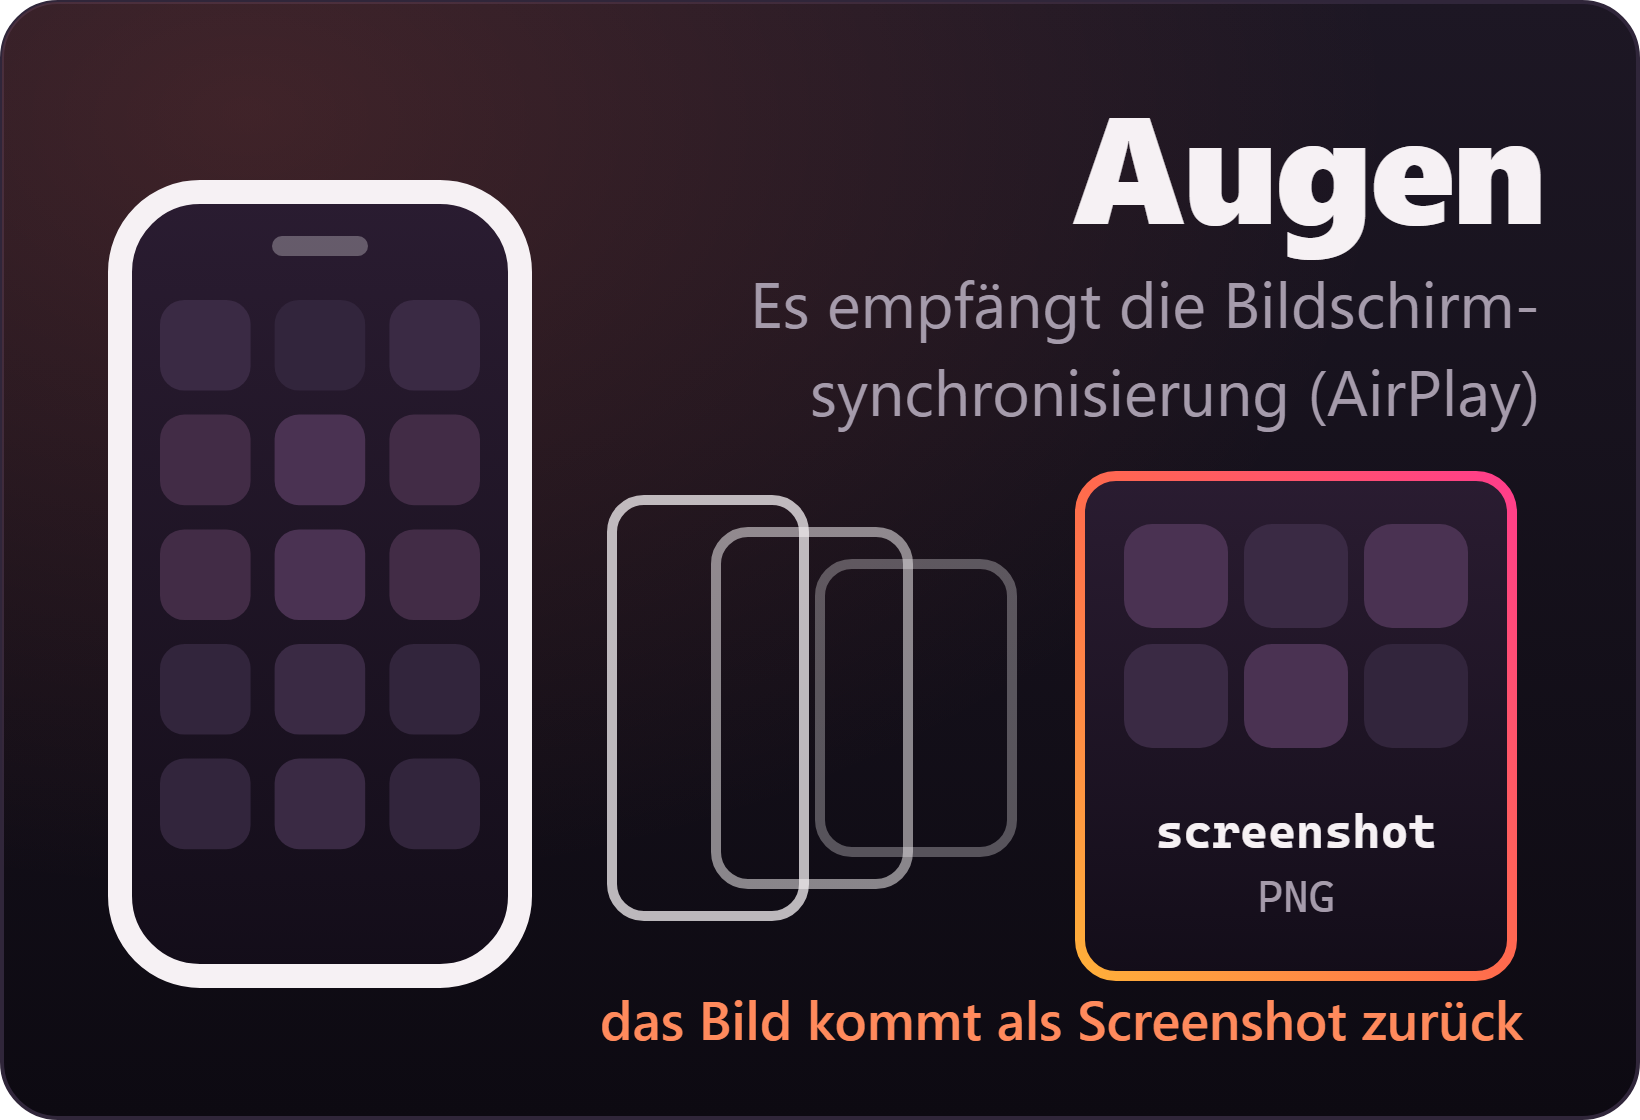 Augen
Es empfängt die Bildschirm-
synchronisierung (AirPlay)
screenshot
PNG
das Bild kommt als Screenshot zurück